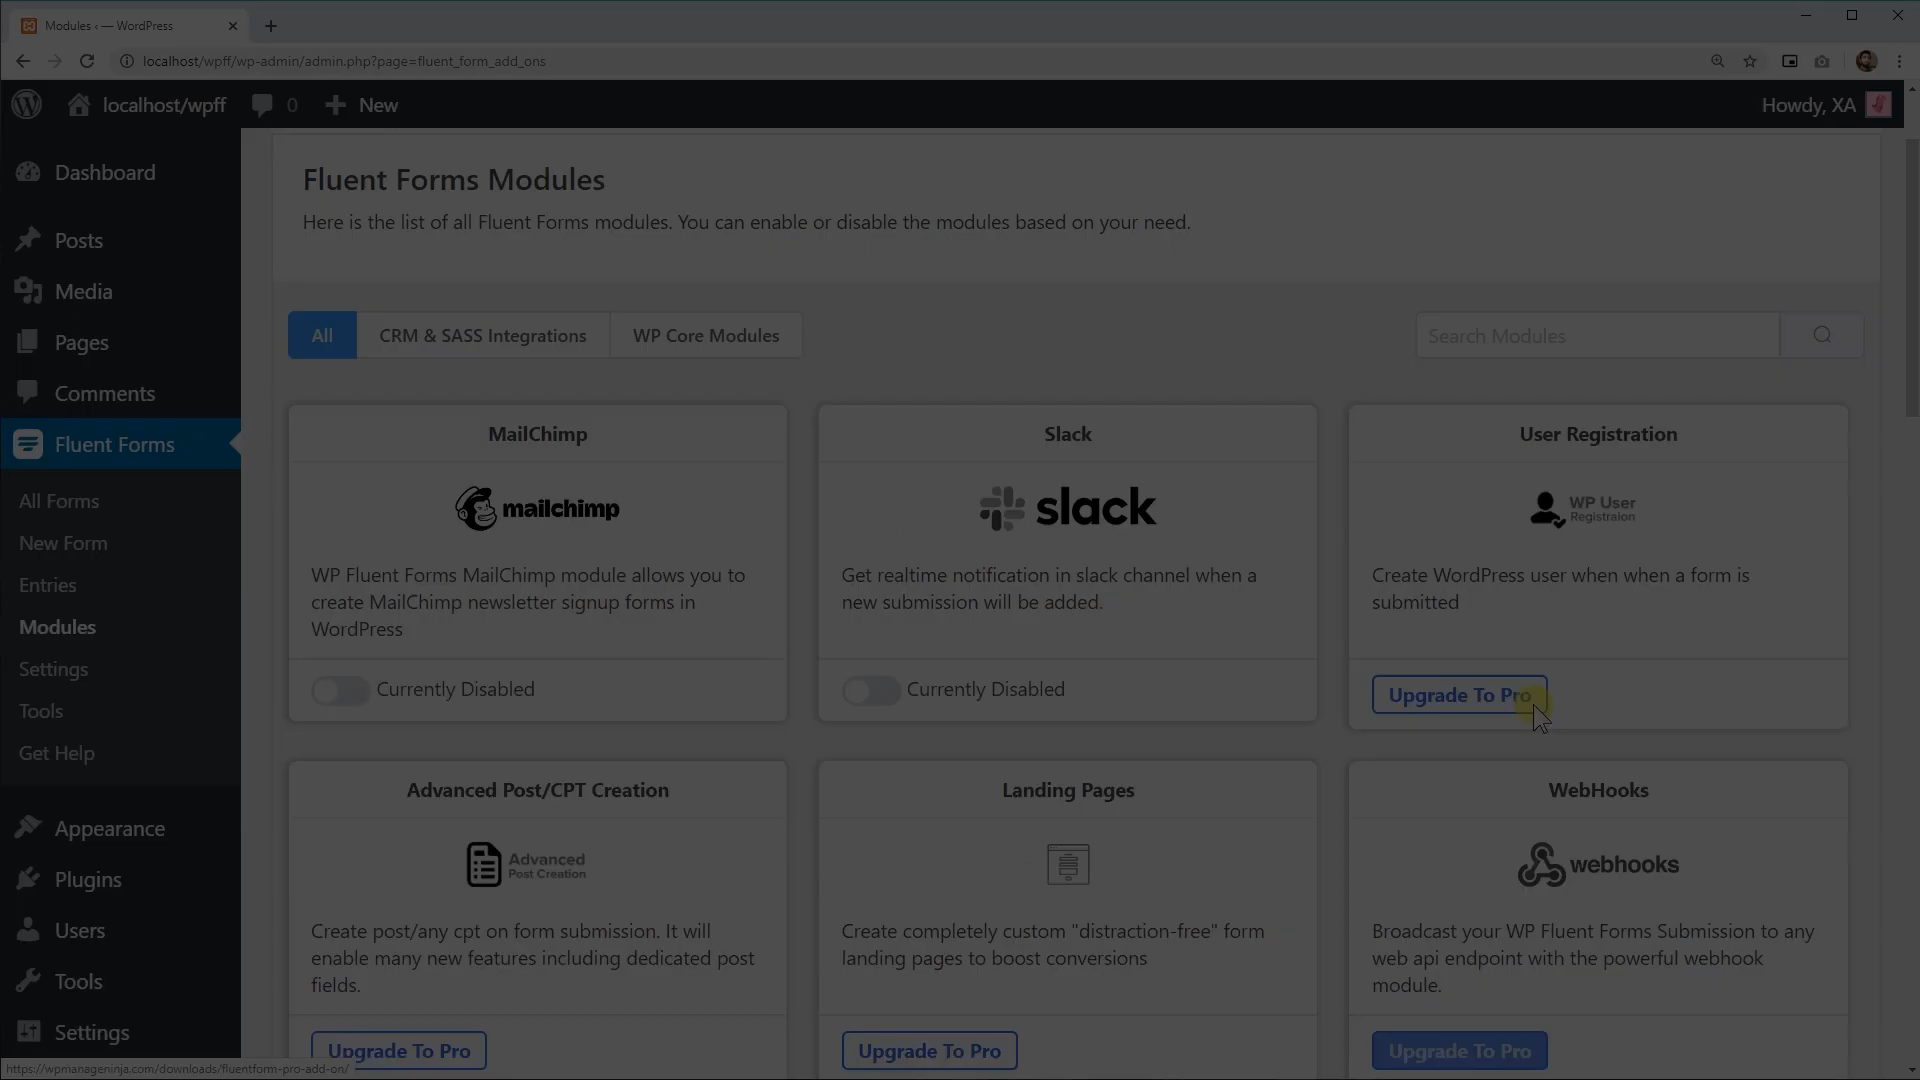 Modules ‹ — WordPress
localhost/wpff/wp-admin/admin.php?page=fluent_form_add_ons
localhost/wpff
0
New
Howdy, XA
Dashboard
Posts
Media
Pages
Comments
Fluent Forms
All Forms
New Form
Entries
Modules
Settings
Tools
Get Help
Appearance
Plugins
Users
Tools
Settings
https://wpmanageninja.com/downloads/fluentform-pro-add-on/
Fluent Forms Modules
Here is the list of all Fluent Forms modules. You can enable or disable the modules based on your need.
All
CRM & SASS Integrations
WP Core Modules
Search Modules
MailChimp
mailchimp
WP Fluent Forms MailChimp module allows you to
create MailChimp newsletter signup forms in
WordPress
Currently Disabled
Slack
slack
Get realtime notification in slack channel when a
new submission will be added.
Currently Disabled
User Registration
WP User
Registraion
Create WordPress user when when a form is
submitted
Upgrade To Pro
Advanced Post/CPT Creation
Advanced
Post Creation
Create post/any cpt on form submission. It will
enable many new features including dedicated post
fields.
Upgrade To Pro
Landing Pages
Create completely custom "distraction-free" form
landing pages to boost conversions
Upgrade To Pro
WebHooks
webhooks
Broadcast your WP Fluent Forms Submission to any
web api endpoint with the powerful webhook
module.
Upgrade To Pro